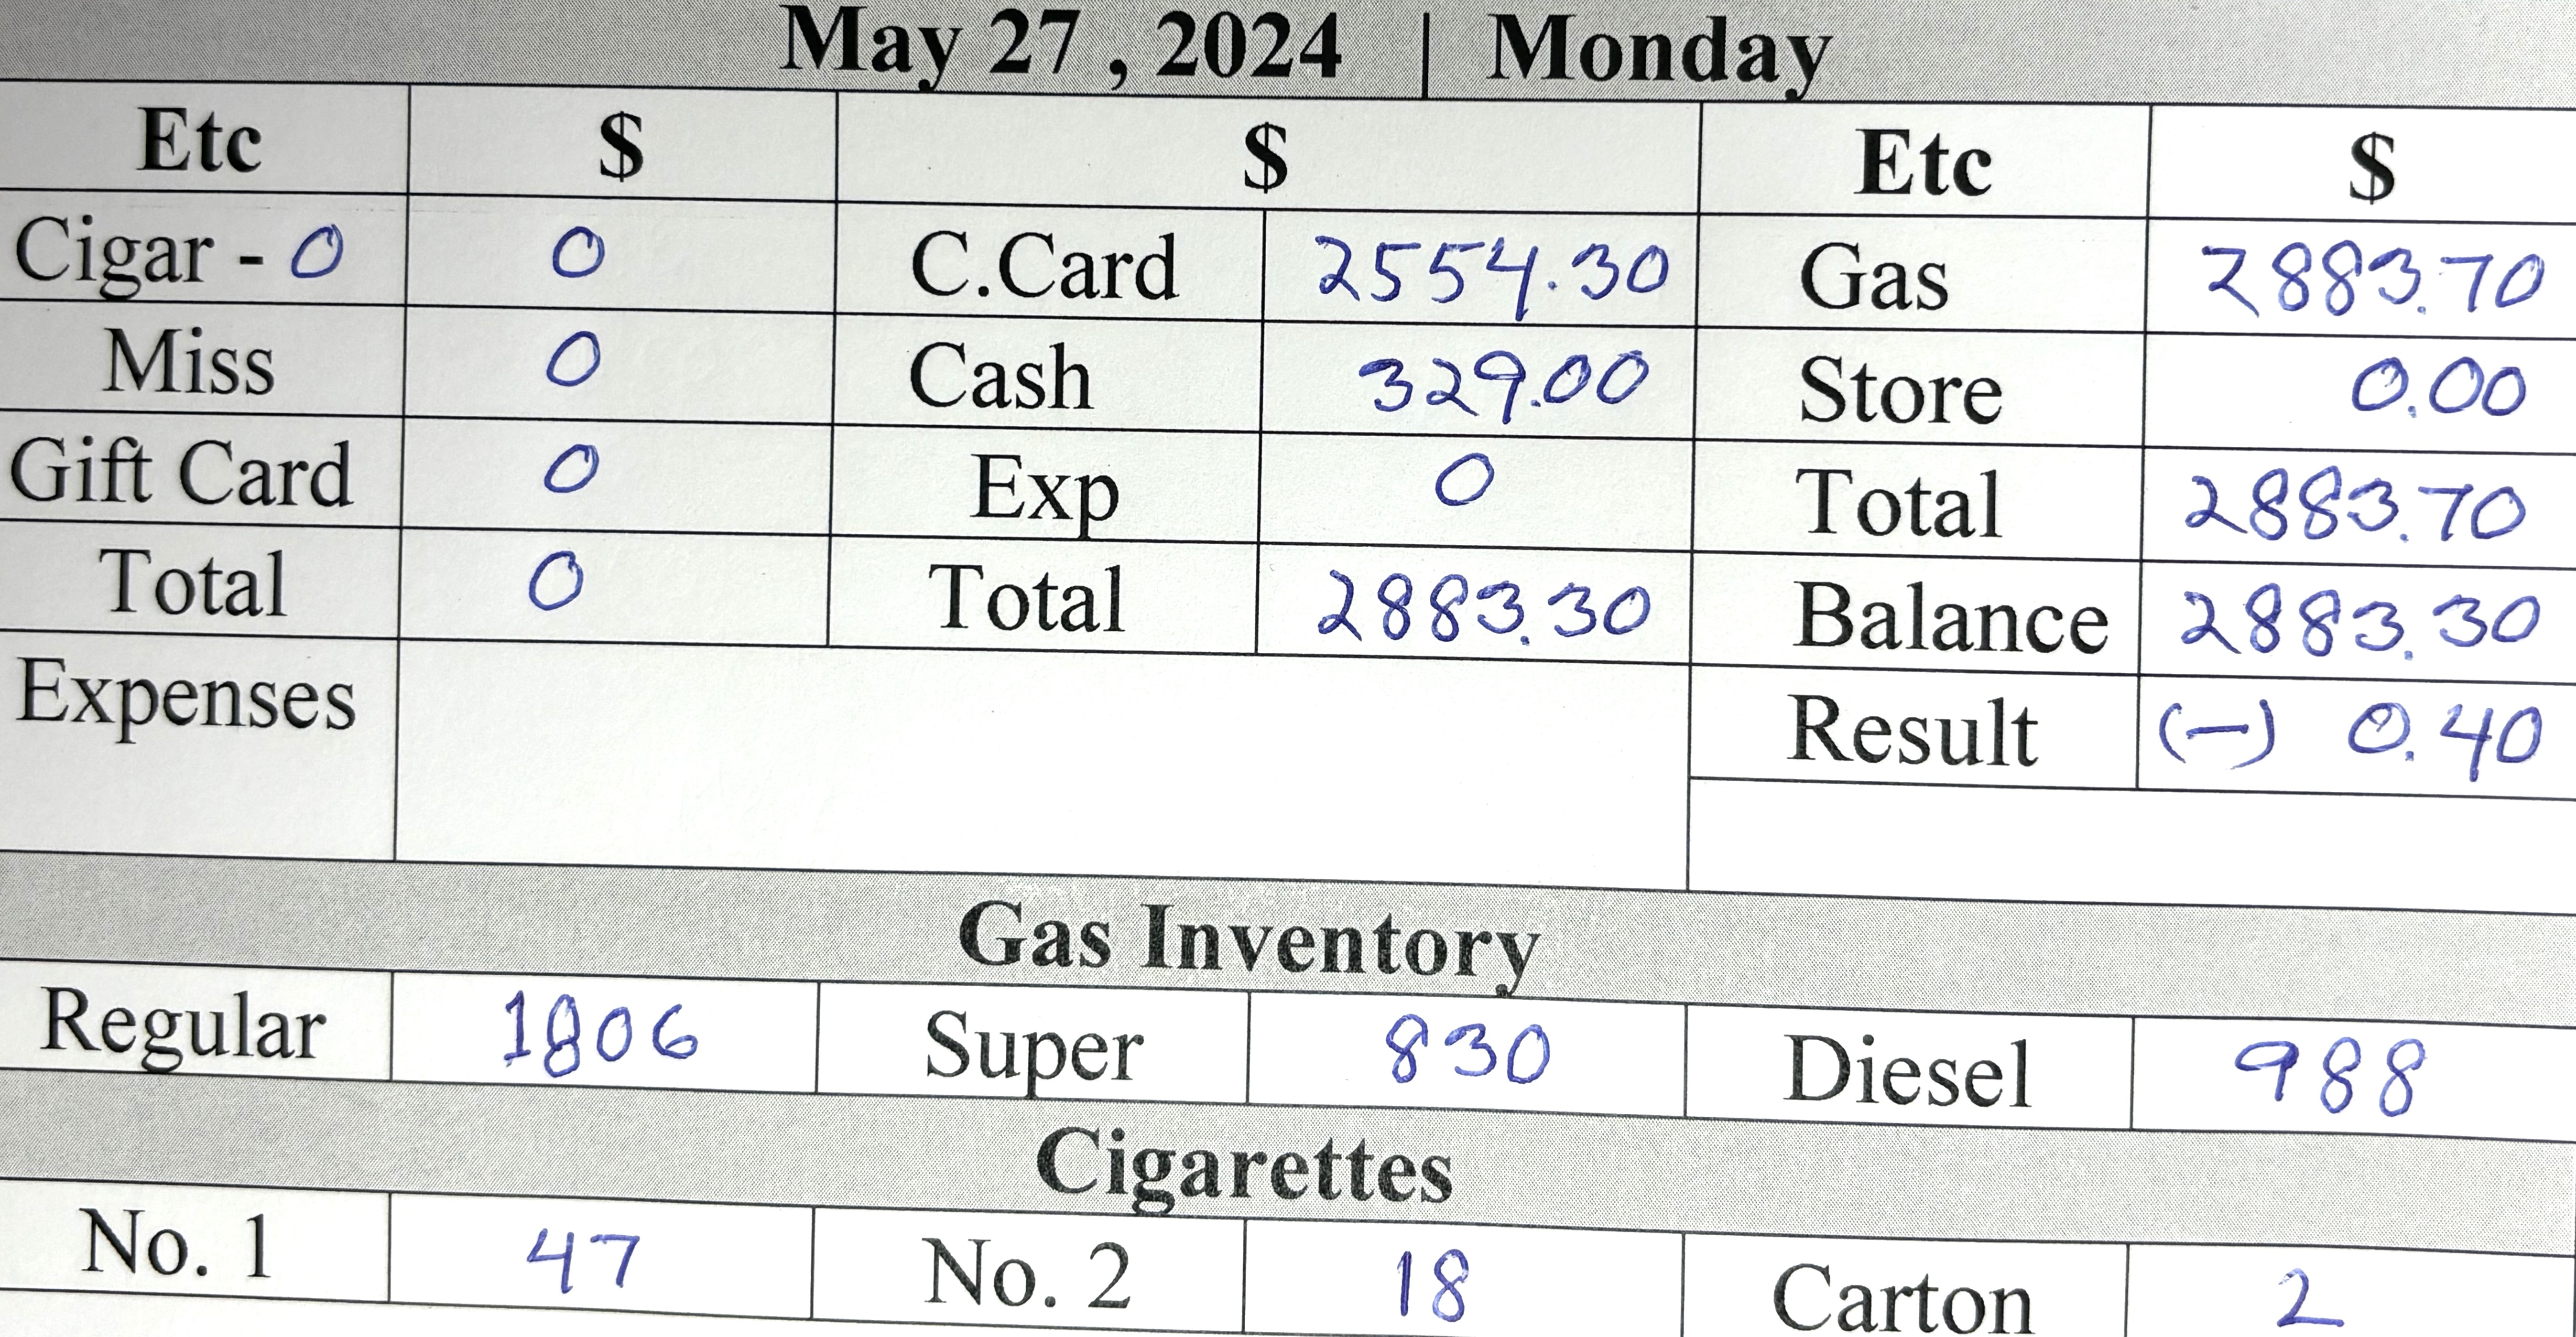 May 27 , 2024 | Monday
Etc $ $ Etc $
Cigar - 0 0 C.Card 2554.30 Gas 2883.70
Miss 0 Cash 329.00 Store 0.00
Gift Card 0 Exp 0 Total 2883.70
Total 0 Total 2883.30 Balance 2883.30
Expenses Result (-) 0.40
Gas Inventory
Regular 1806 Super 830 Diesel 988
Cigarettes
No. 1 47 No. 2 18 Carton 2